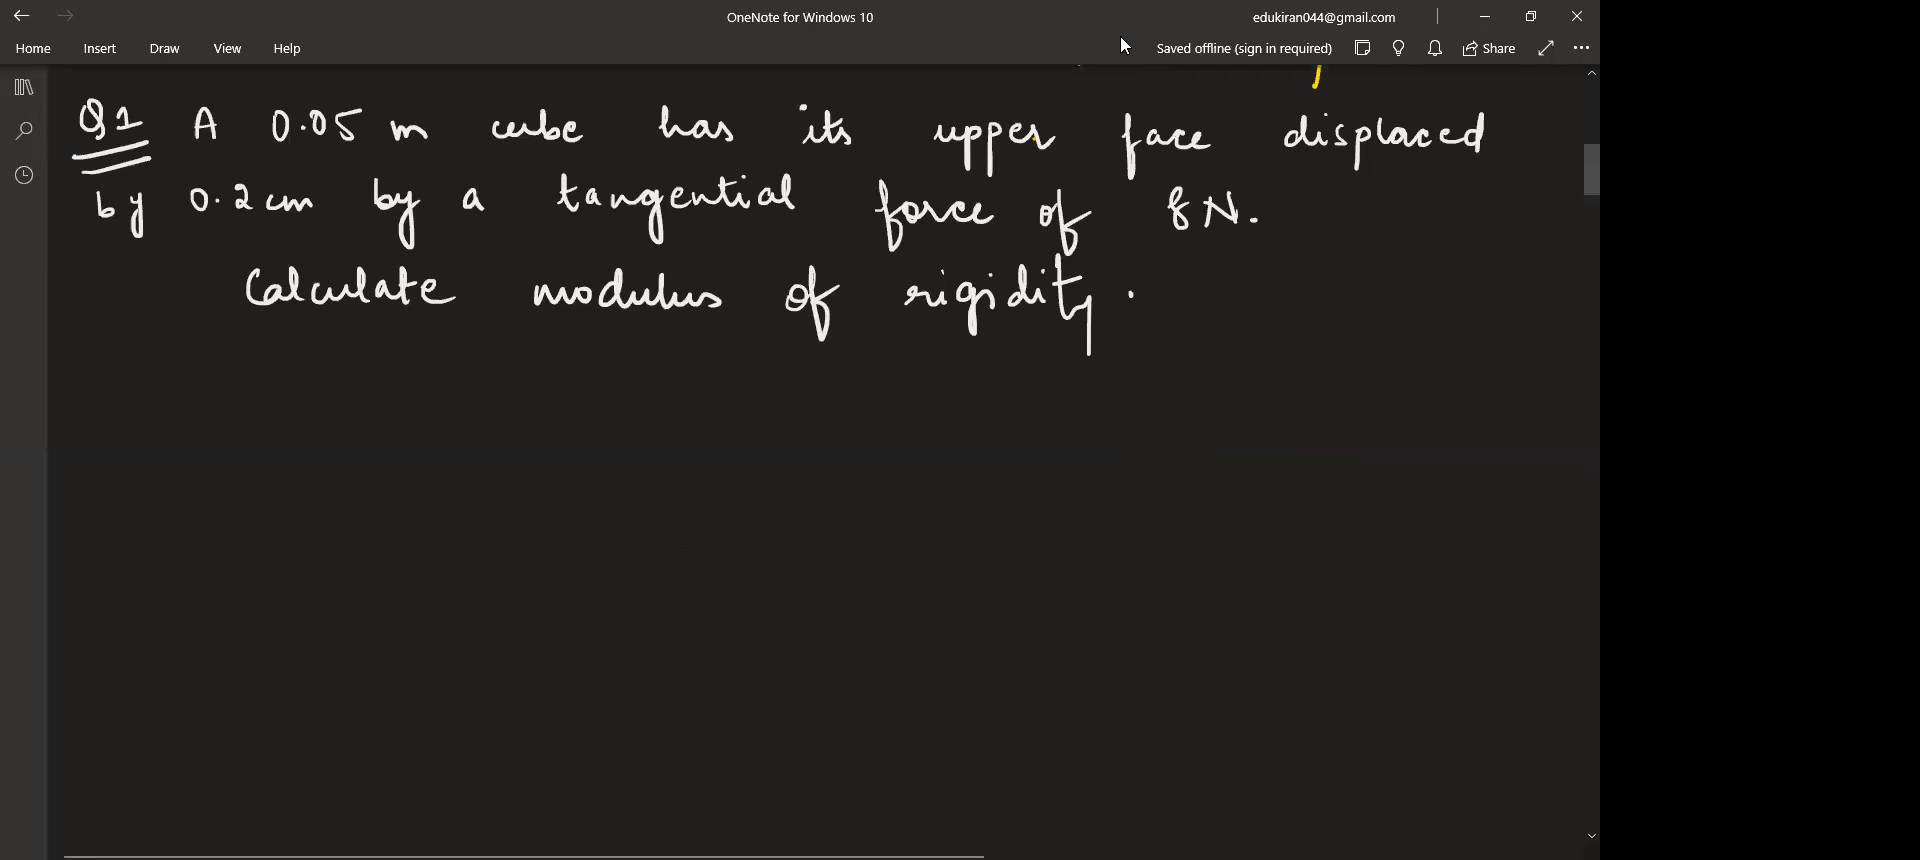 OneNote for Windows 10
edukiran044@gmail.com
Home Insert Draw View Help
Saved offline (sign in required) Share
Q1 A 0.05 m cube has its upper face displaced
by 0.2 cm by a tangential force of 8 N.
Calculate modulus of rigidity.